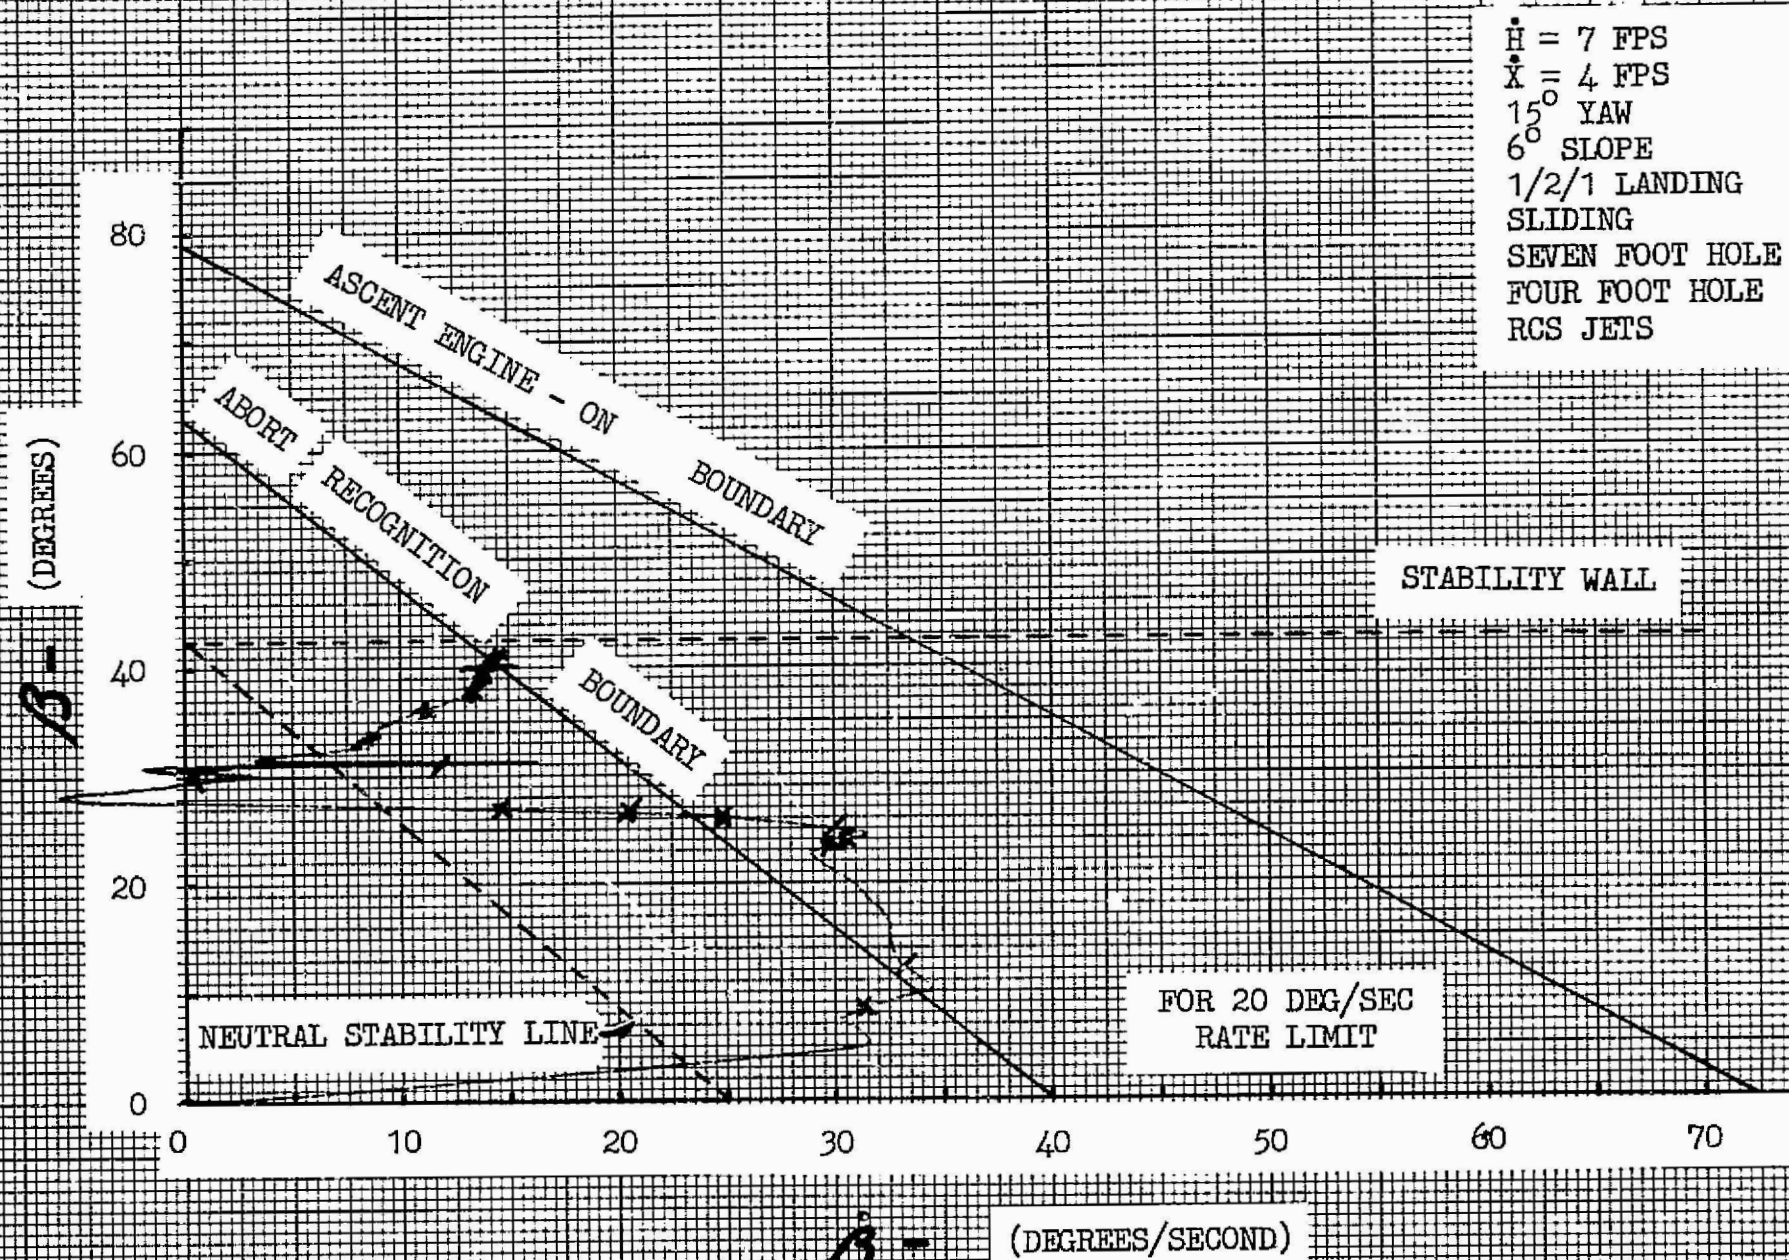 Ḣ = 7 FPS
Ẋ = 4 FPS
15° YAW
6° SLOPE
1/2/1 LANDING
SLIDING
SEVEN FOOT HOLE
FOUR FOOT HOLE
RCS JETS
80
60
40
20
0
β - (DEGREES)
ASCENT ENGINE - ON BOUNDARY
ABORT RECOGNITION BOUNDARY
STABILITY WALL
NEUTRAL STABILITY LINE
FOR 20 DEG/SEC
RATE LIMIT
0 10 20 30 40 50 60 70
β̇ - (DEGREES/SECOND)